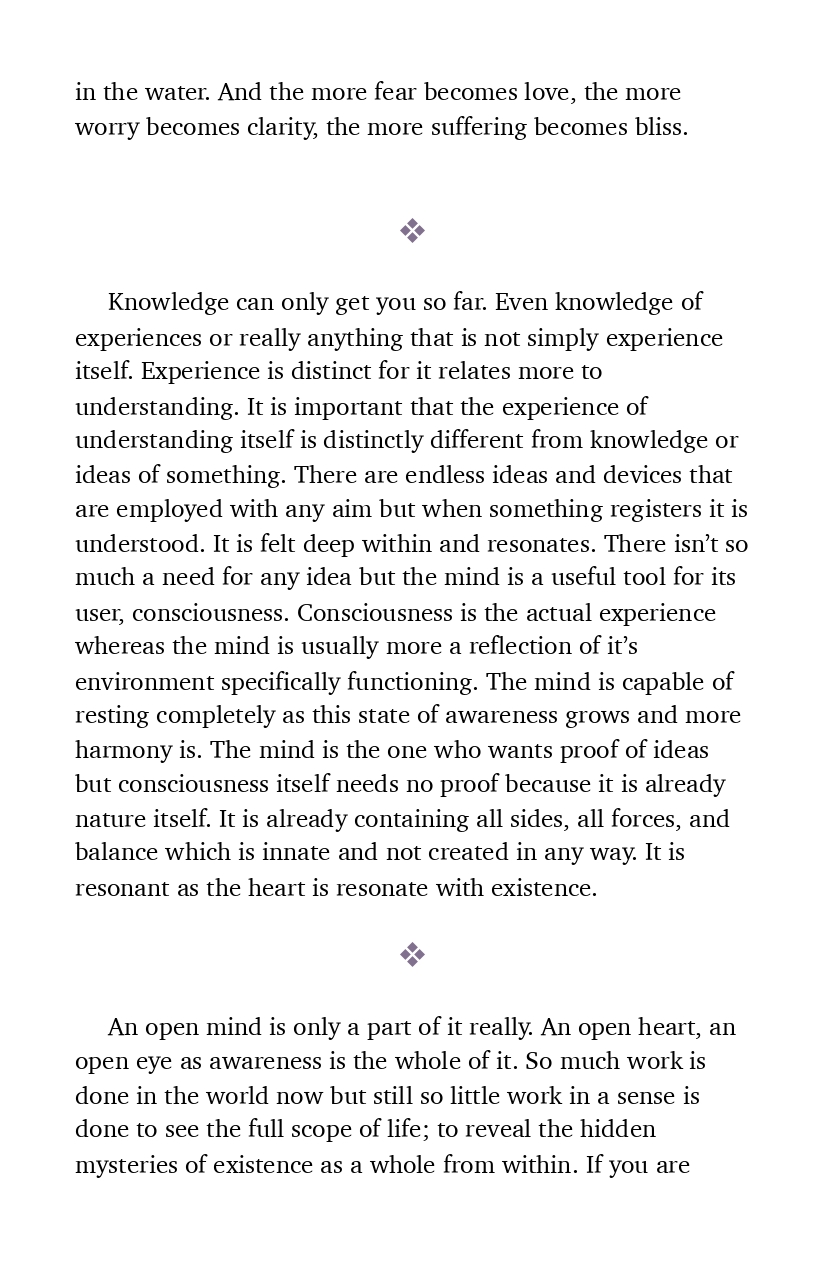 in the water. And the more fear becomes love, the more
worry becomes clarity, the more suffering becomes bliss.
Knowledge can only get you so far. Even knowledge of
experiences or really anything that is not simply experience
itself. Experience is distinct for it relates more to
understanding. It is important that the experience of
understanding itself is distinctly different from knowledge or
ideas of something. There are endless ideas and devices that
are employed with any aim but when something registers it is
understood. It is felt deep within and resonates. There isn’t so
much a need for any idea but the mind is a useful tool for its
user, consciousness. Consciousness is the actual experience
whereas the mind is usually more a reflection of it’s
environment specifically functioning. The mind is capable of
resting completely as this state of awareness grows and more
harmony is. The mind is the one who wants proof of ideas
but consciousness itself needs no proof because it is already
nature itself. It is already containing all sides, all forces, and
balance which is innate and not created in any way. It is
resonant as the heart is resonate with existence.
An open mind is only a part of it really. An open heart, an
open eye as awareness is the whole of it. So much work is
done in the world now but still so little work in a sense is
done to see the full scope of life; to reveal the hidden
mysteries of existence as a whole from within. If you are